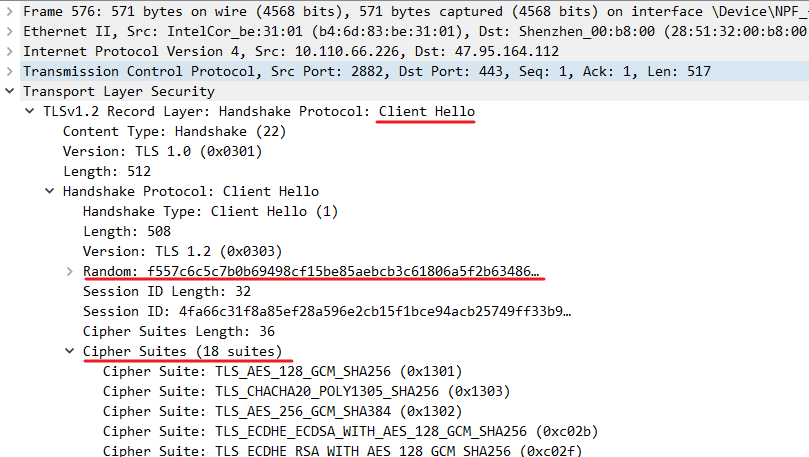 Frame 576: 571 bytes on wire (4568 bits), 571 bytes captured (4568 bits) on interface \Device\NPF_
Ethernet II, Src: IntelCor_be:31:01 (b4:6d:83:be:31:01), Dst: Shenzhen_00:b8:00 (28:51:32:00:b8:00
Internet Protocol Version 4, Src: 10.110.66.226, Dst: 47.95.164.112
Transmission Control Protocol, Src Port: 2882, Dst Port: 443, Seq: 1, Ack: 1, Len: 517
Transport Layer Security
TLSv1.2 Record Layer: Handshake Protocol: Client Hello
Content Type: Handshake (22)
Version: TLS 1.0 (0x0301)
Length: 512
Handshake Protocol: Client Hello
Handshake Type: Client Hello (1)
Length: 508
Version: TLS 1.2 (0x0303)
Random: f557c6c5c7b0b69498cf15be85aebcb3c61806a5f2b63486…
Session ID Length: 32
Session ID: 4fa66c31f8a85ef28a596e2cb15f1bce94acb25749ff33b9…
Cipher Suites Length: 36
Cipher Suites (18 suites)
Cipher Suite: TLS_AES_128_GCM_SHA256 (0x1301)
Cipher Suite: TLS_CHACHA20_POLY1305_SHA256 (0x1303)
Cipher Suite: TLS_AES_256_GCM_SHA384 (0x1302)
Cipher Suite: TLS_ECDHE_ECDSA_WITH_AES_128_GCM_SHA256 (0xc02b)
Cipher Suite: TLS_ECDHE_RSA_WITH_AES_128_GCM_SHA256 (0xc02f)